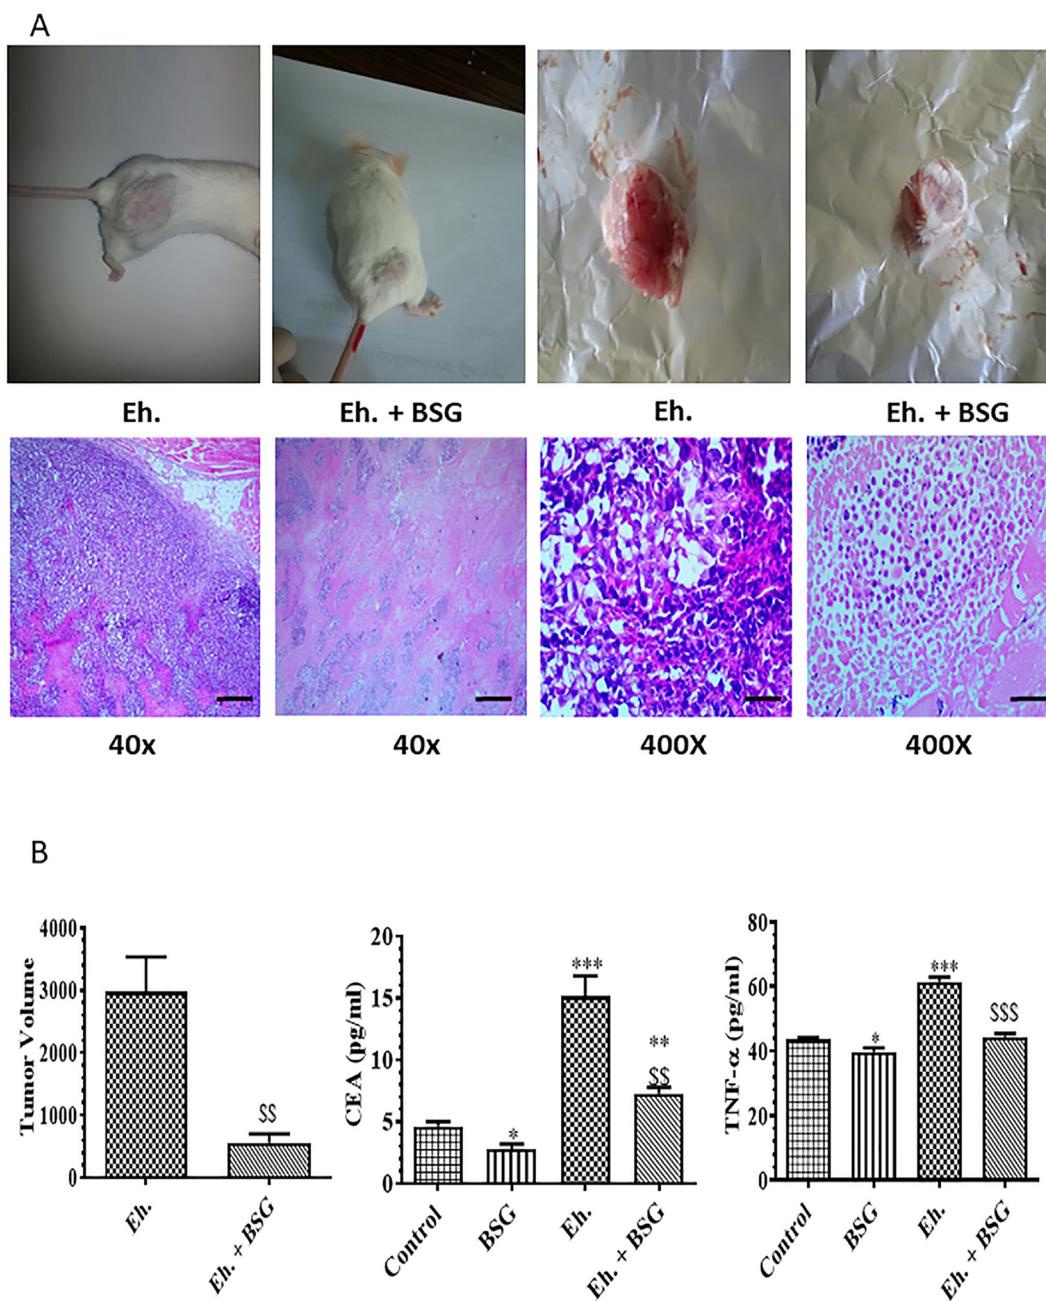 A
Eh. Eh. + BSG Eh. Eh. + BSG
40x 40x 400X 400X
B
Tumor Volume
4000
3000
2000
1000
0
$$
Eh. Eh. + BSG
CEA (pg/ml)
20
15
10
5
0
*
***
**
$$
Control BSG Eh. Eh. + BSG
TNF-α (pg/ml)
80
60
40
20
0
*
***
$$$
Control BSG Eh. Eh. + BSG